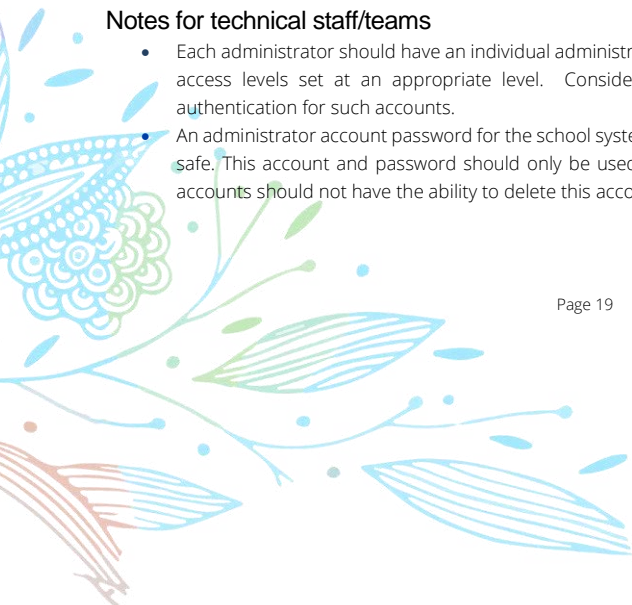 Notes for technical staff/teams
• Each administrator should have an individual administr
access levels set at an appropriate level. Conside
authentication for such accounts.
• An administrator account password for the school syste
safe. This account and password should only be used
accounts should not have the ability to delete this acco
Page 19